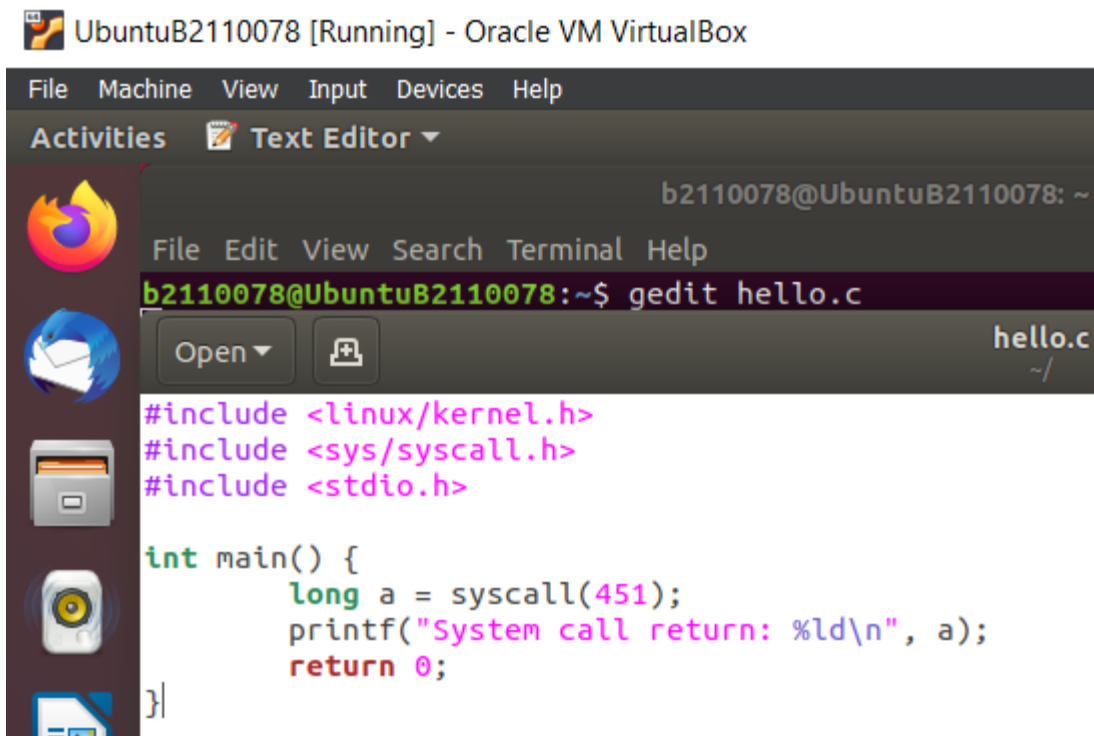 UbuntuB2110078 [Running] - Oracle VM VirtualBox
File Machine View Input Devices Help
Activities Text Editor
b2110078@UbuntuB2110078: ~
File Edit View Search Terminal Help
b2110078@UbuntuB2110078:~$ gedit hello.c
Open
hello.c
~/
#include <linux/kernel.h>
#include <sys/syscall.h>
#include <stdio.h>
int main() {
long a = syscall(451);
printf("System call return: %ld\n", a);
return 0;
}